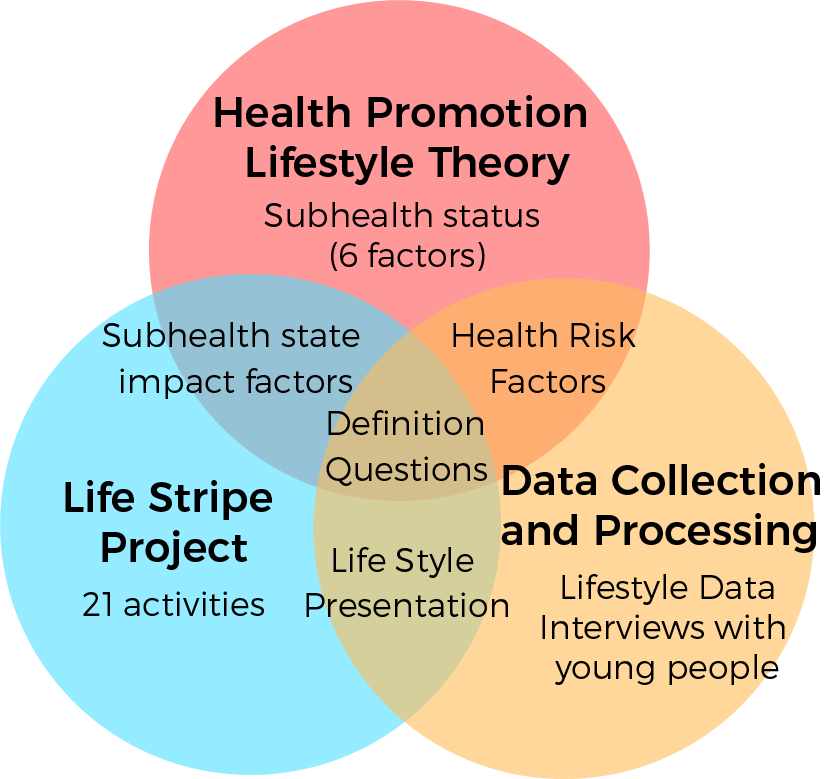 Health Promotion
Lifestyle Theory
Subhealth status
(6 factors)
Subhealth state
impact factors
Health Risk
Factors
Definition
Questions
Life Stripe
Project
21 activities
Data Collection
and Processing
Lifestyle Data
Interviews with
young people
Life Style
Presentation